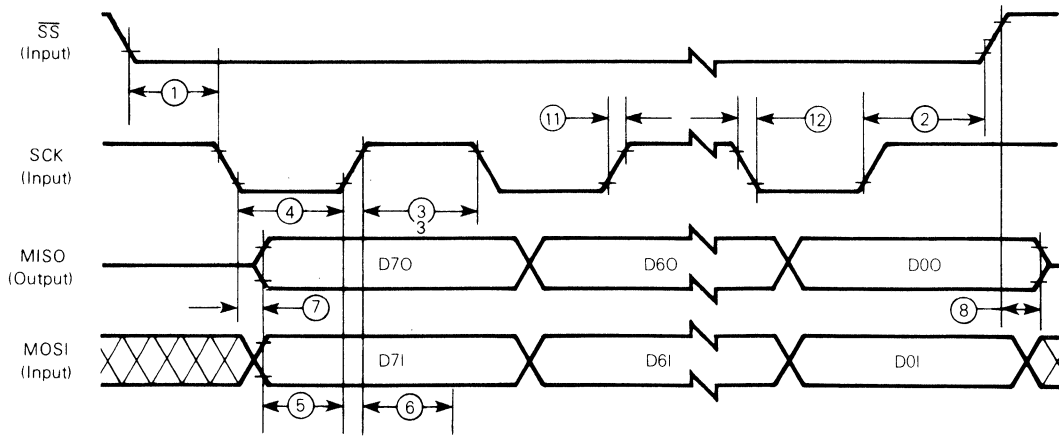 S̅S̅
(Input)
1
11
12
2
SCK
(Input)
4
3
3
MISO
(Output)
D7O
D6O
D0O
7
8
MOSI
(Input)
D7I
D6I
D0I
5
6